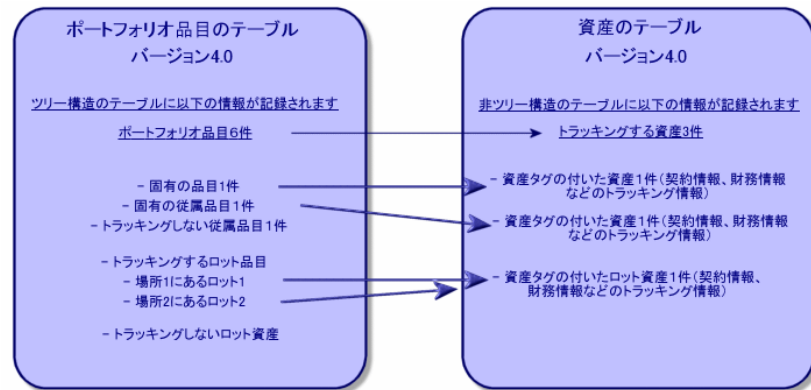 ポートフォリオ品目のテーブル
バージョン4.0
ツリー構造のテーブルに以下の情報が記録されます
ポートフォリオ品目6件
- 固有の品目1件
- 固有の従属品目1件
- トラッキングしない従属品目1件
- トラッキングするロット品目
- 場所1にあるロット1
- 場所2にあるロット2
- トラッキングしないロット資産
資産のテーブル
バージョン4.0
非ツリー構造のテーブルに以下の情報が記録されます
トラッキングする資産3件
- 資産タグの付いた資産1件(契約情報、財務情報
などのトラッキング情報)
- 資産タグの付いた資産1件(契約情報、財務情報
などのトラッキング情報)
- 資産タグの付いたロット資産1件(契約情報、
財務情報などのトラッキング情報)